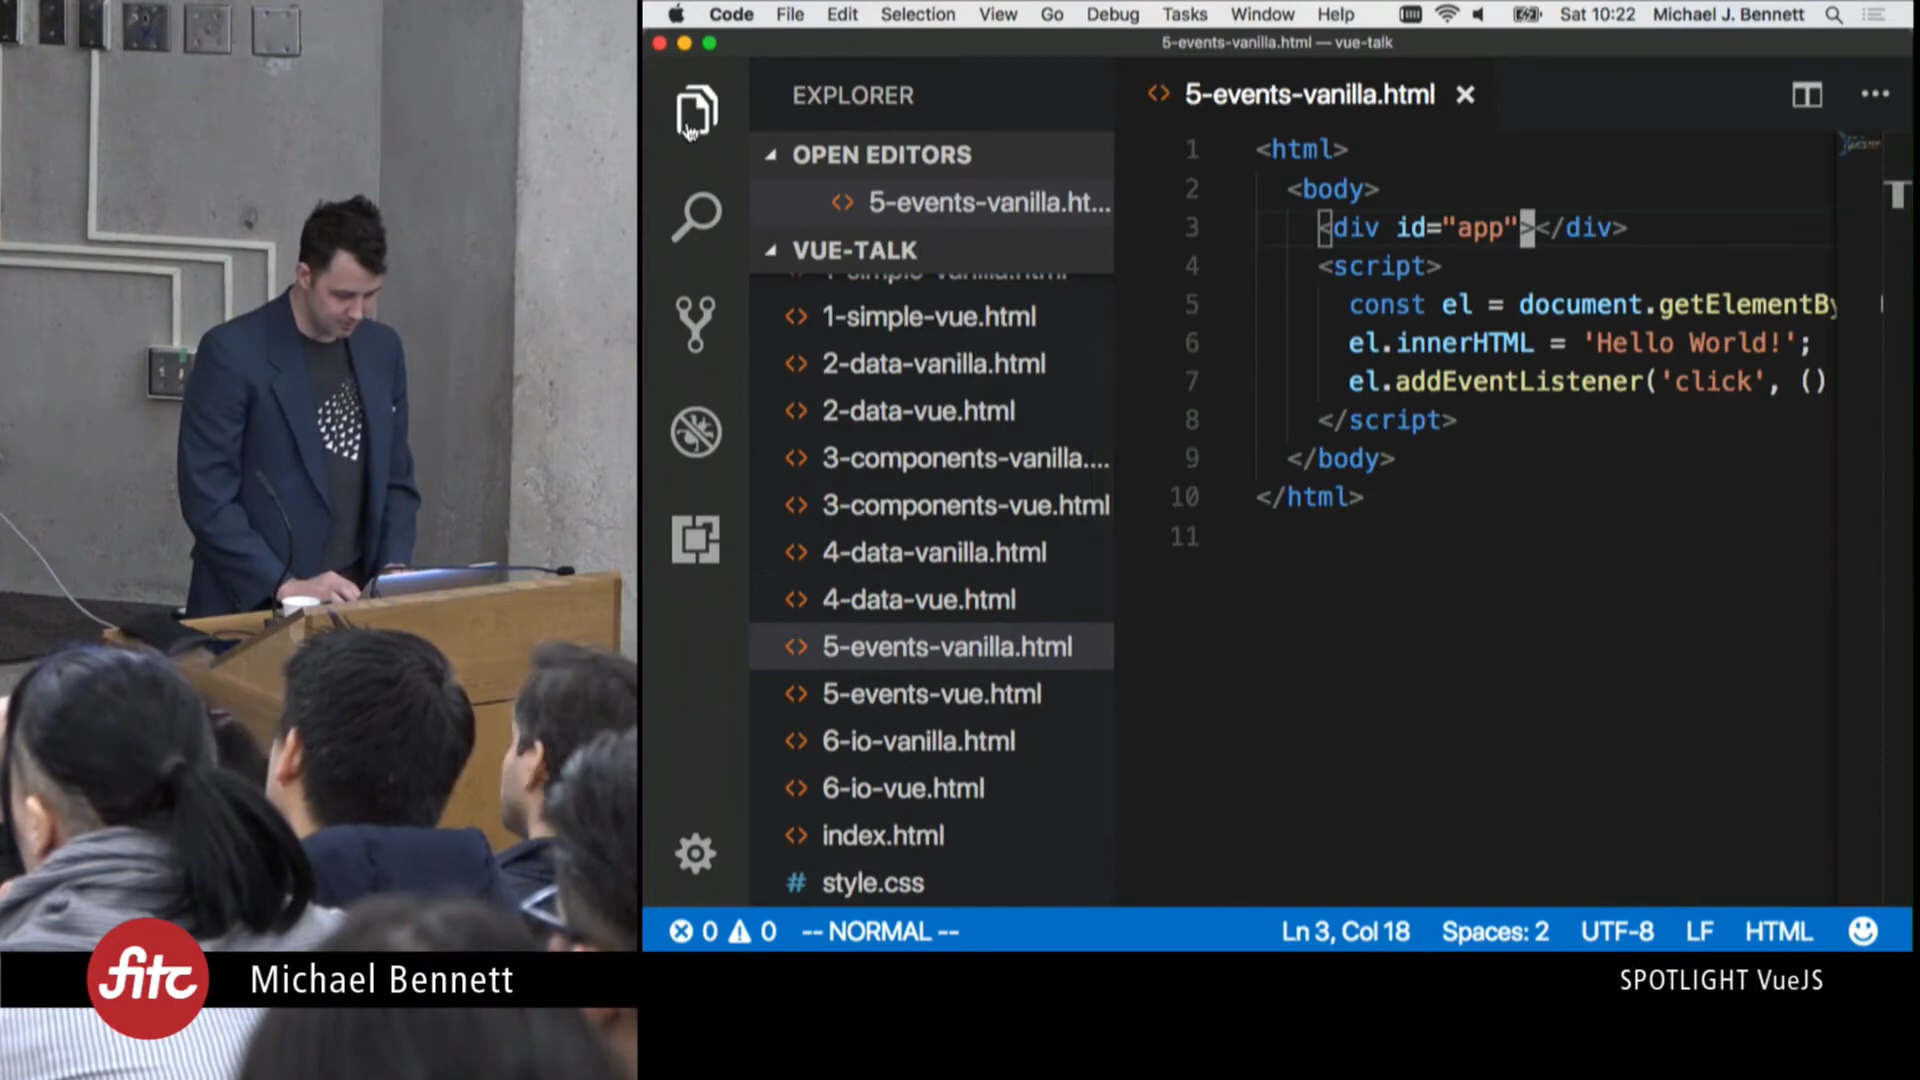 Code File Edit Selection View Go Debug Tasks Window Help Sat 10:22 Michael J. Bennett
5-events-vanilla.html — vue-talk
EXPLORER
OPEN EDITORS
5-events-vanilla.ht...
VUE-TALK
1-simple-vanilla.html
1-simple-vue.html
2-data-vanilla.html
2-data-vue.html
3-components-vanilla....
3-components-vue.html
4-data-vanilla.html
4-data-vue.html
5-events-vanilla.html
5-events-vue.html
6-io-vanilla.html
6-io-vue.html
index.html
# style.css
5-events-vanilla.html
1 <html>
2 <body>
3 <div id="app"></div>
4 <script>
5 const el = document.getElementBy
6 el.innerHTML = 'Hello World!';
7 el.addEventListener('click', ()
8 </script>
9 </body>
10 </html>
11
0 0 -- NORMAL -- Ln 3, Col 18 Spaces: 2 UTF-8 LF HTML
fitc
Michael Bennett
SPOTLIGHT VueJS